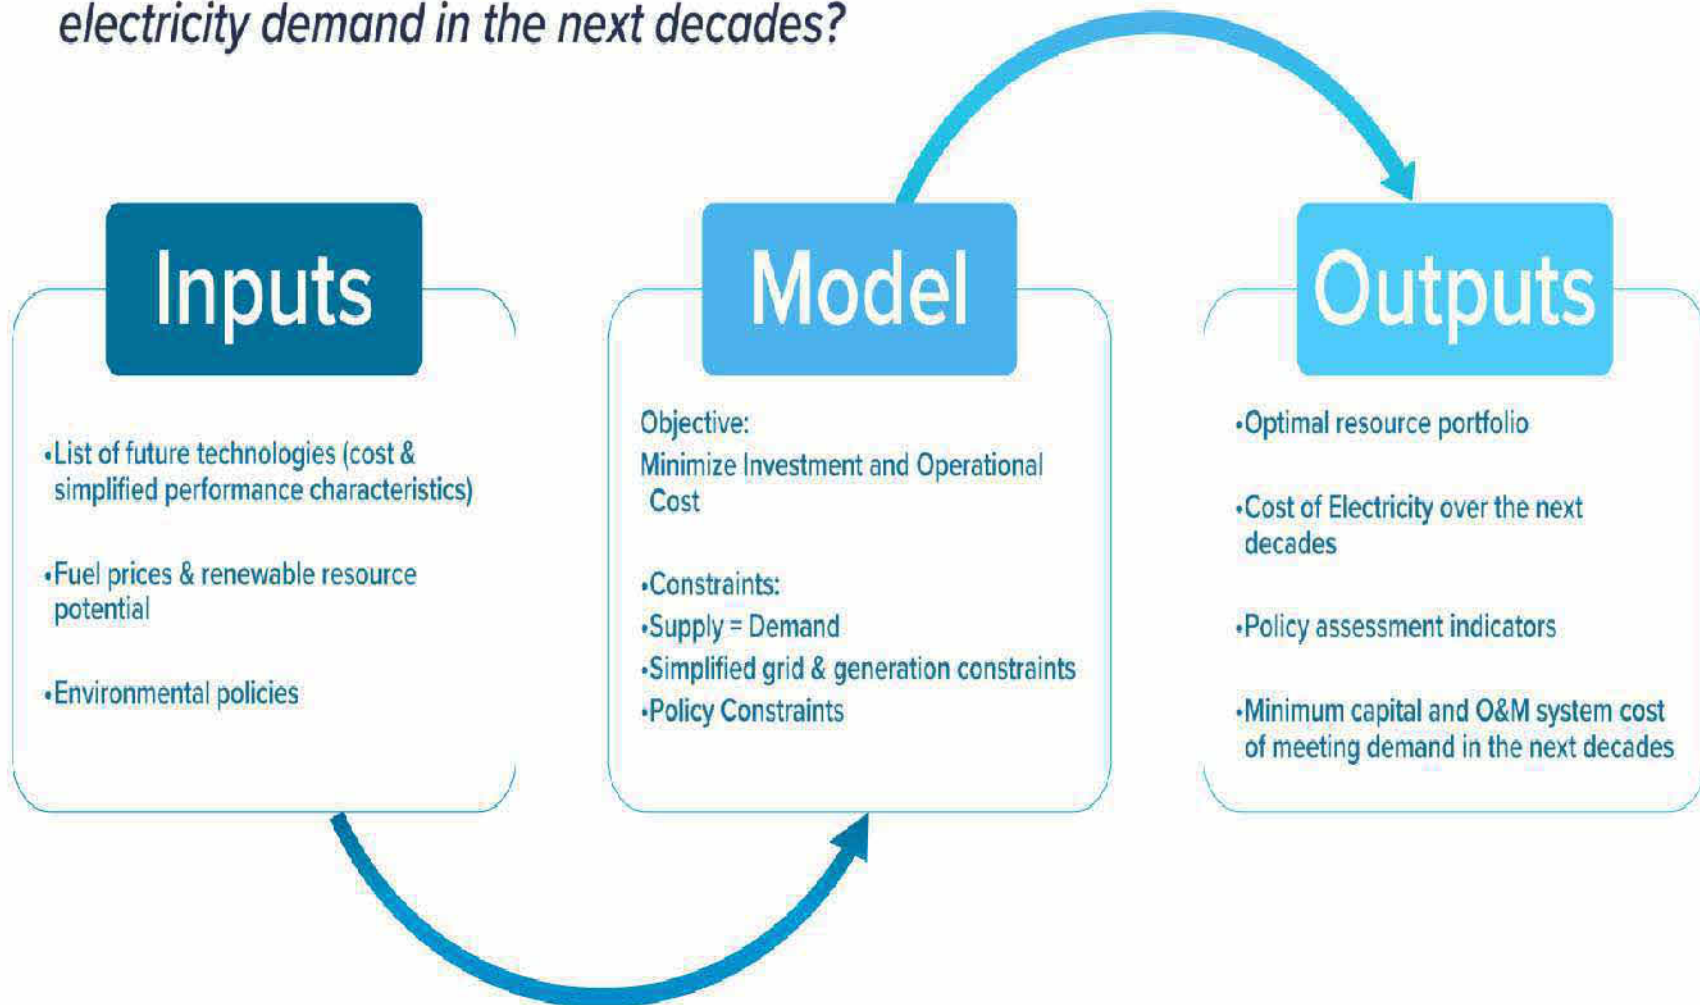 electricity demand in the next decades?
Inputs
•List of future technologies (cost &
simplified performance characteristics)
•Fuel prices & renewable resource
potential
•Environmental policies
Model
Objective:
Minimize Investment and Operational
Cost
•Constraints:
•Supply = Demand
•Simplified grid & generation constraints
•Policy Constraints
Outputs
•Optimal resource portfolio
•Cost of Electricity over the next
decades
•Policy assessment indicators
•Minimum capital and O&M system cost
of meeting demand in the next decades